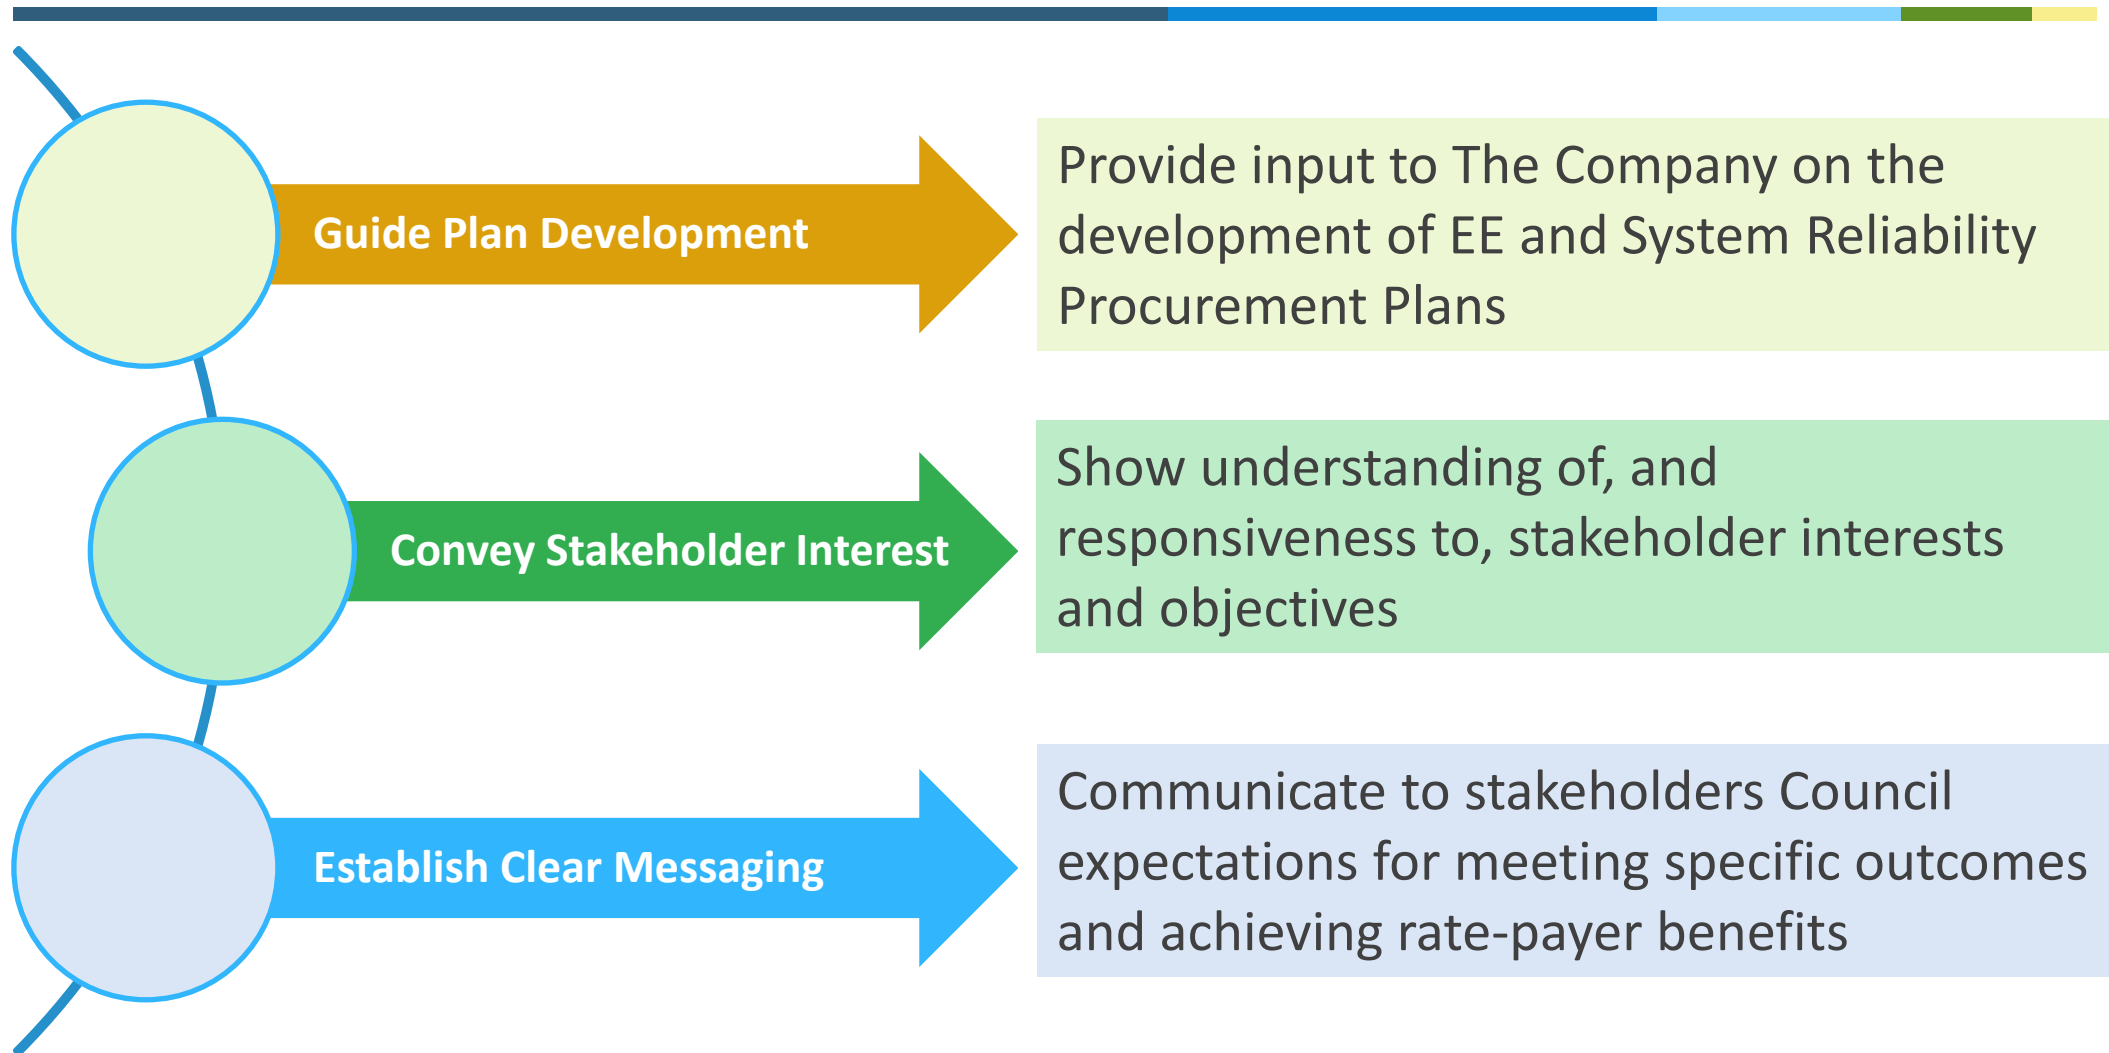 Guide Plan Development
Provide input to The Company on the
development of EE and System Reliability
Procurement Plans
Convey Stakeholder Interest
Show understanding of, and
responsiveness to, stakeholder interests
and objectives
Establish Clear Messaging
Communicate to stakeholders Council
expectations for meeting specific outcomes
and achieving rate-payer benefits